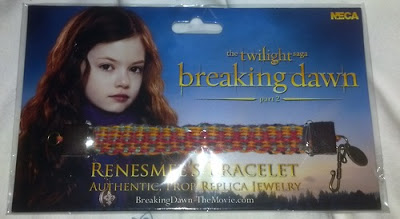 NECA
the twilight saga
breaking dawn
part 2
RENESMEE'S BRACELET
AUTHENTIC PROP REPLICA JEWELRY
BreakingDawn-TheMovie.com